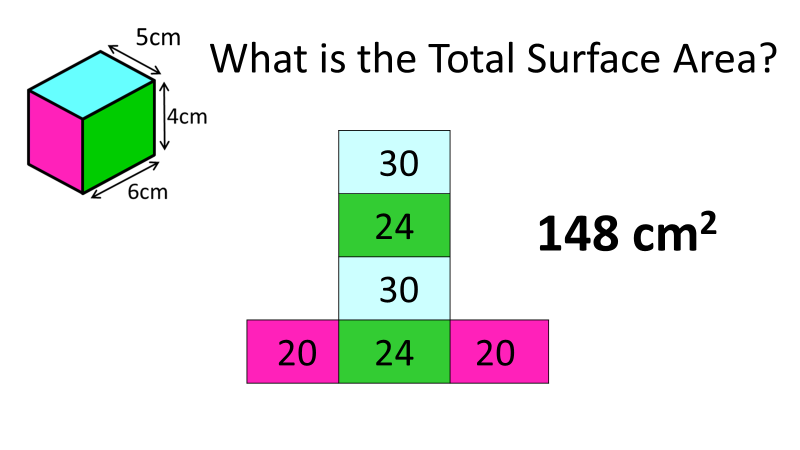 5cm
What is the Total Surface Area?
4cm
6cm
30
24
30
20 24 20
148 cm²